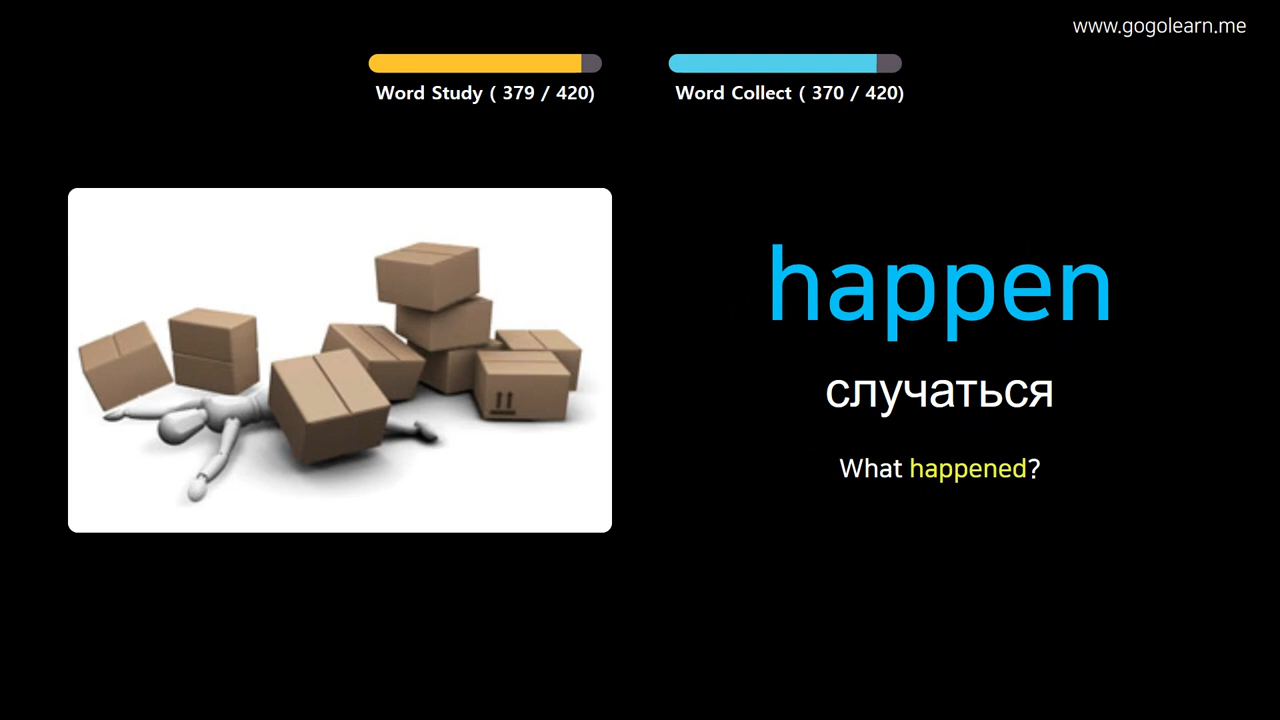 www.gogolearn.me
Word Study ( 379 / 420)
Word Collect ( 370 / 420)
happen
случаться
What happened?